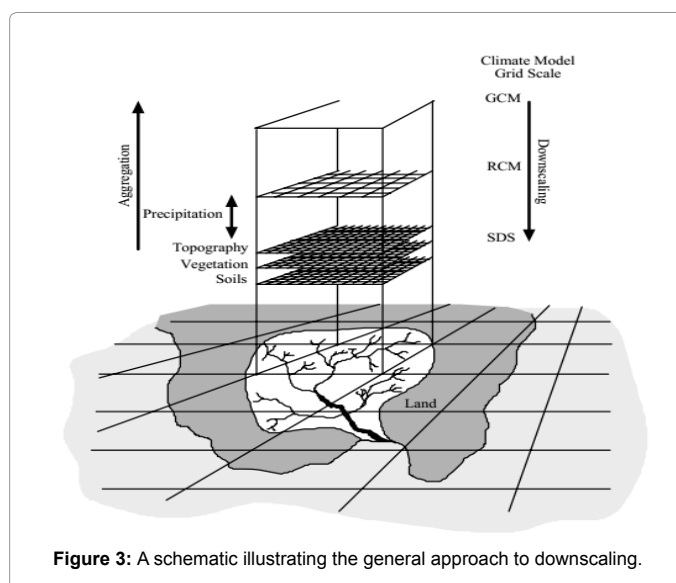 Climate Model
Grid Scale
GCM
Aggregation
RCM
Downscaling
Precipitation
Topography
SDS
Vegetation
Soils
Land
Figure 3: A schematic illustrating the general approach to downscaling.